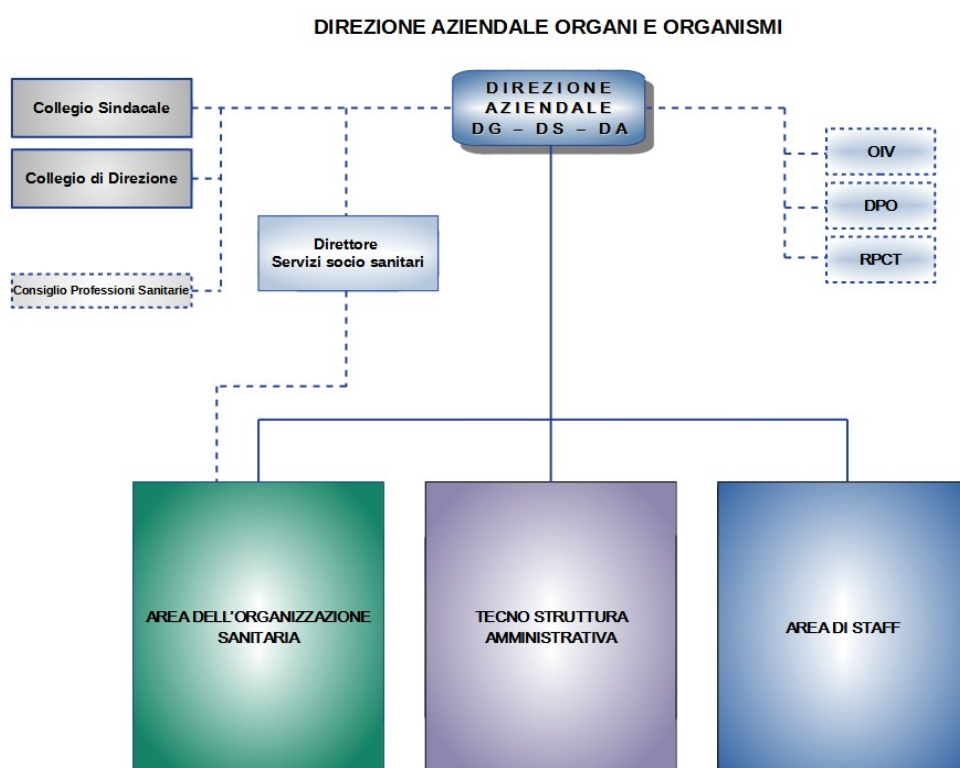 DIREZIONE AZIENDALE ORGANI E ORGANISMI
DIREZIONE
AZIENDALE
DG – DS – DA
Collegio Sindacale
Collegio di Direzione
Consiglio Professioni Sanitarie
Direttore
Servizi socio sanitari
OIV
DPO
RPCT
AREA DELL'ORGANIZZAZIONE
SANITARIA
TECNO STRUTTURA
AMMINISTRATIVA
AREA DI STAFF